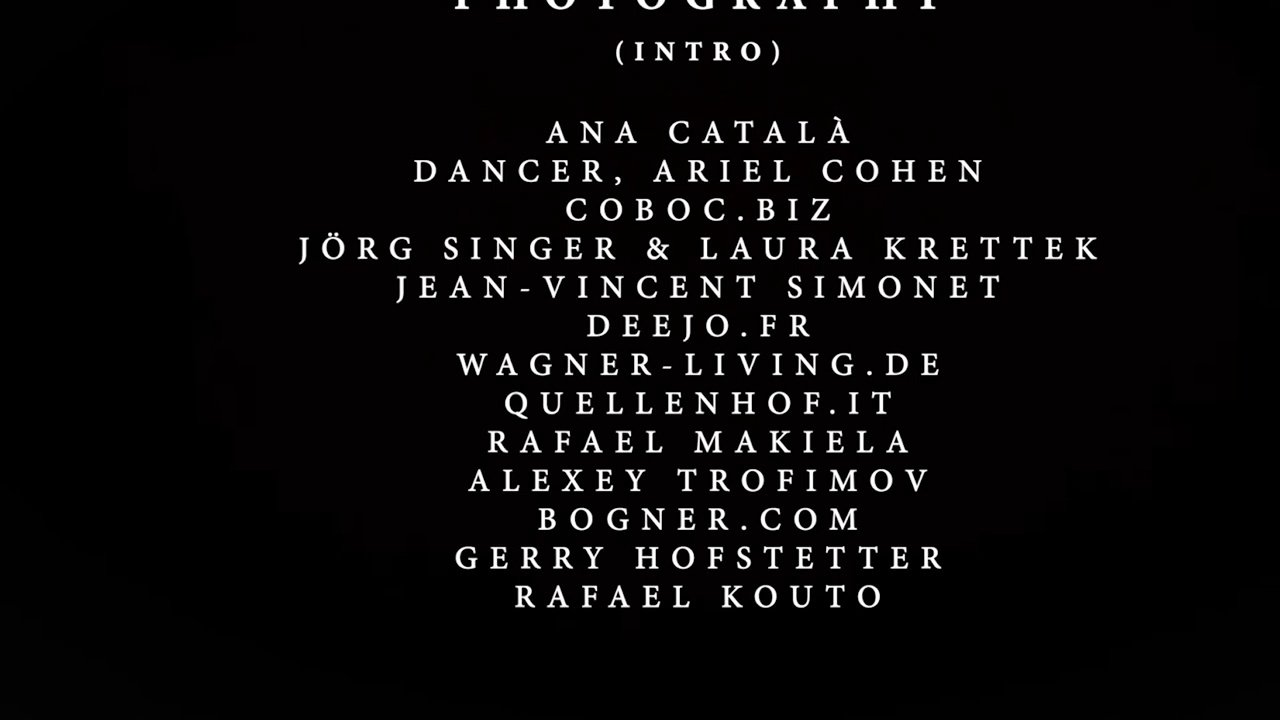 PHOTOGRAPHY
(INTRO)
ANA CATALÀ
DANCER, ARIEL COHEN
COBOC.BIZ
JÖRG SINGER & LAURA KRETTEK
JEAN-VINCENT SIMONET
DEEJO.FR
WAGNER-LIVING.DE
QUELLENHOF.IT
RAFAEL MAKIELA
ALEXEY TROFIMOV
BOGNER.COM
GERRY HOFSTETTER
RAFAEL KOUTO